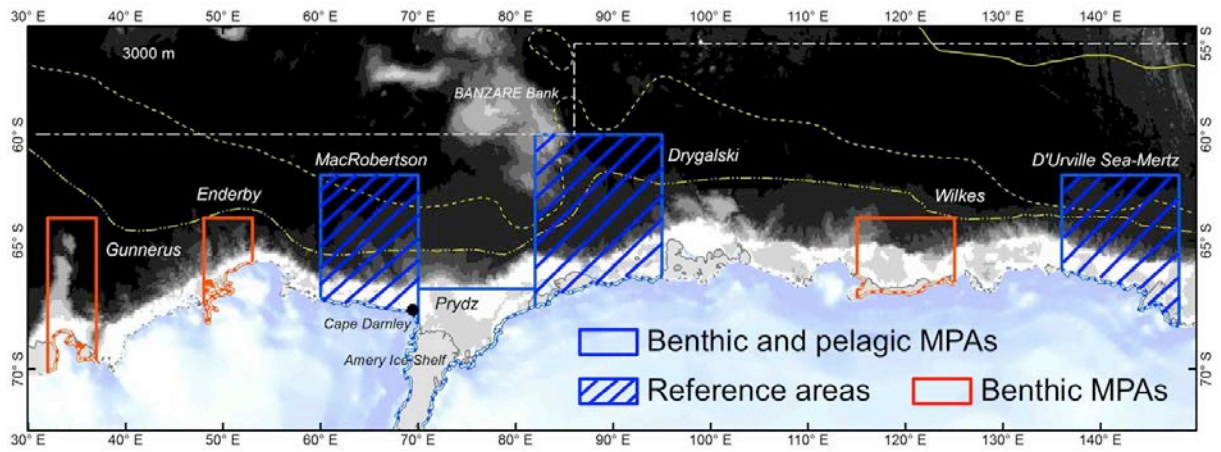 30° E 40° E 50° E 60° E 70° E 80° E 90° E 100° E 110° E 120° E 130° E 140° E
3000 m
55° S
55° S
BANZARE Bank
60° S
60° S
MacRobertson
Drygalski
D'Urville Sea-Mertz
Enderby
Wilkes
Gunnerus
65° S
65° S
Prydz
Cape Darnley
Amery Ice Shelf
Benthic and pelagic MPAs
70° S
70° S
Reference areas
Benthic MPAs
30° E 40° E 50° E 60° E 70° E 80° E 90° E 100° E 110° E 120° E 130° E 140° E